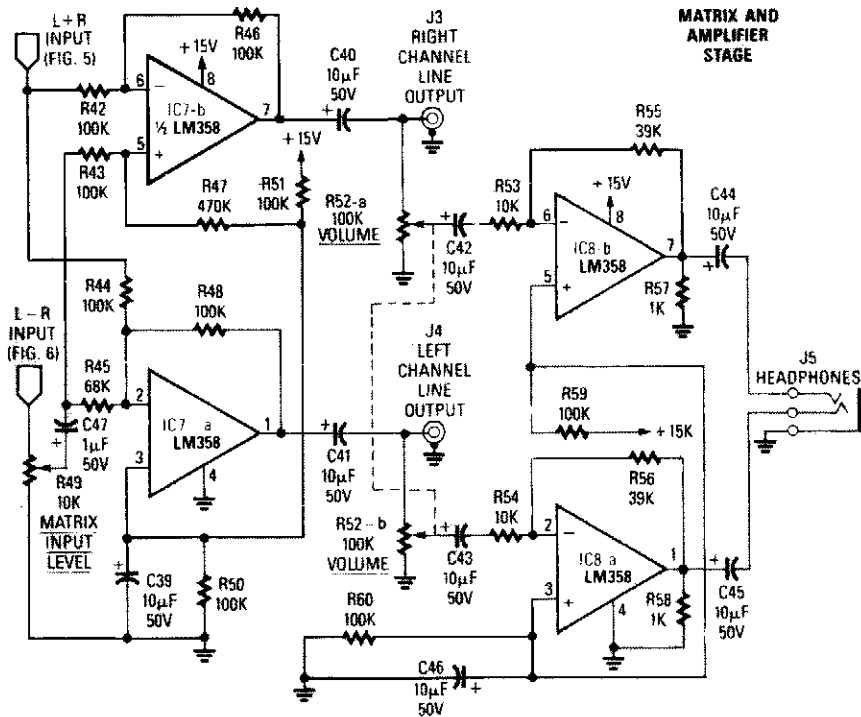 MATRIX AND
AMPLIFIER
STAGE
L+R
INPUT
(FIG. 5)
R46
100K
+15V
8
6
−
IC7-b
½ LM358
7
5
+
R42
100K
R43
100K
C40
10µF
50V
+
J3
RIGHT
CHANNEL
LINE
OUTPUT
+15V
R47
470K
R51
100K
R52-a
100K
VOLUME
+
C42
10µF
50V
R53
10K
R55
39K
+15V
8
6
−
IC8-b
LM358
7
5
+
C44
10µF
50V
+
R57
1K
L−R
INPUT
(FIG. 6)
R44
100K
R48
100K
R45
68K
2
IC7 a
LM358
1
3
4
+
C47
1µF
50V
R49
10K
MATRIX
INPUT
LEVEL
+
C39
10µF
50V
R50
100K
+
C41
10µF
50V
J4
LEFT
CHANNEL
LINE
OUTPUT
R52-b
100K
VOLUME
+
C43
10µF
50V
R54
10K
R59
100K
+15K
R56
39K
2
−
IC8 a
LM358
1
3
+
4
R58
1K
+
C45
10µF
50V
J5
HEADPHONES
R60
100K
C46
10µF
50V
+